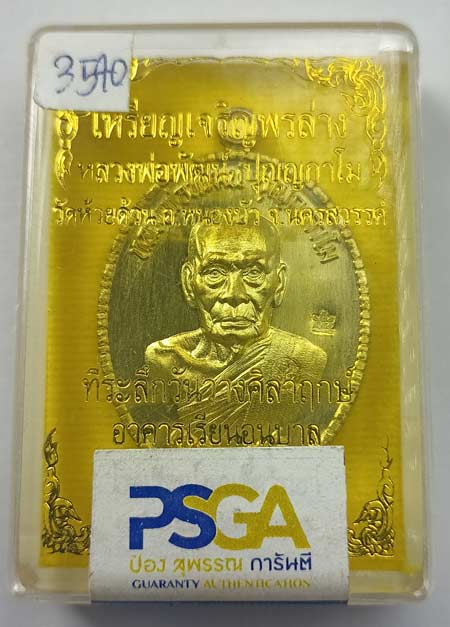 3570
เหรียญเจริญพรล่าง
หลวงพ่อพัฒน์ ปุญญกาโม
วัดห้วยด้วน อ.หนองบัว จ.นครสวรรค์
ที่ระลึกวันวางศิลาฤกษ์
อาคารเรียนอนุบาล
PSGA
ป๋อง สุพรรณ การันตี
GUARANTY AUTHENTICATION